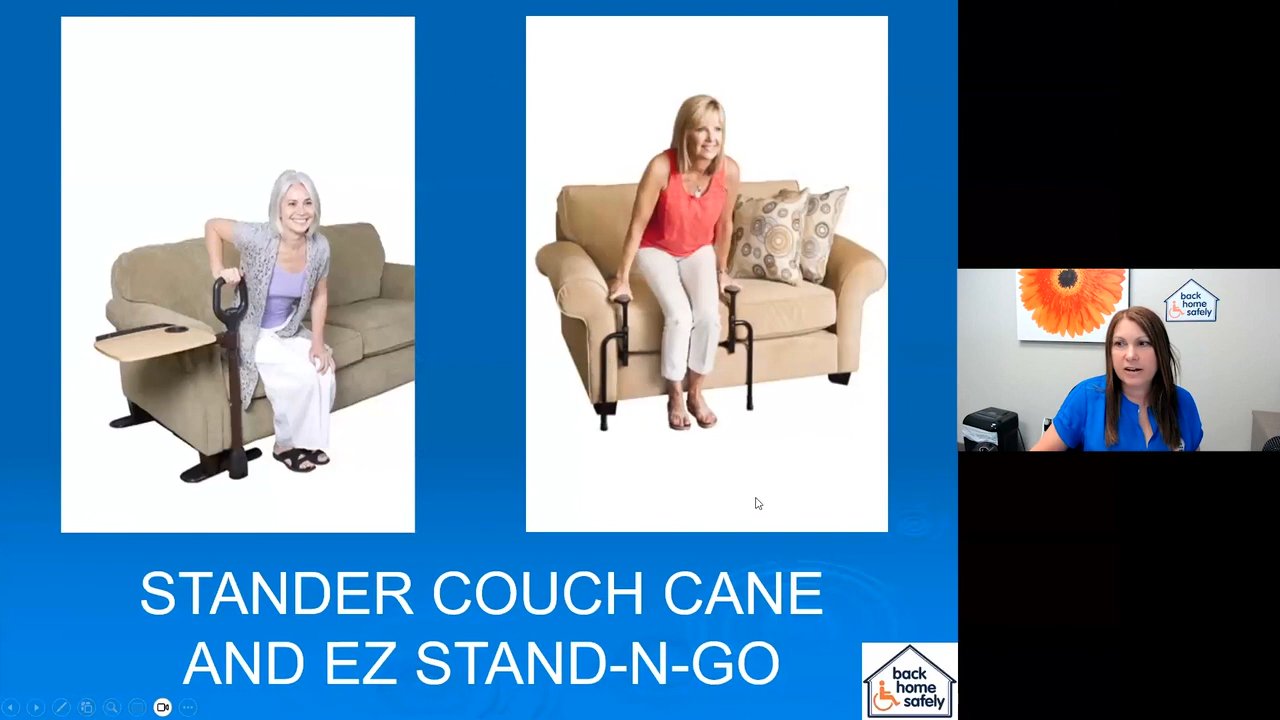 STANDER COUCH CANE
AND EZ STAND-N-GO
back
home
safely
back
home
safely